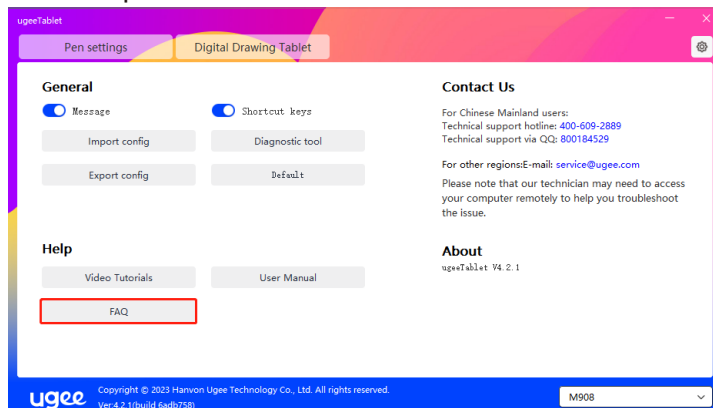 ugeeTablet
Pen settings
Digital Drawing Tablet
General
Message
Shortcut keys
Import config
Diagnostic tool
Export config
Default
Help
Video Tutorials
User Manual
FAQ
Contact Us
For Chinese Mainland users:
Technical support hotline: 400-609-2889
Technical support via QQ: 800184529
For other regions:E-mail: service@ugee.com
Please note that our technician may need to access
your computer remotely to help you troubleshoot
the issue.
About
ugeeTablet V4.2.1
ugee
Copyright © 2023 Hanvon Ugee Technology Co., Ltd. All rights reserved.
Ver:4.2.1(build 6adb758)
M908